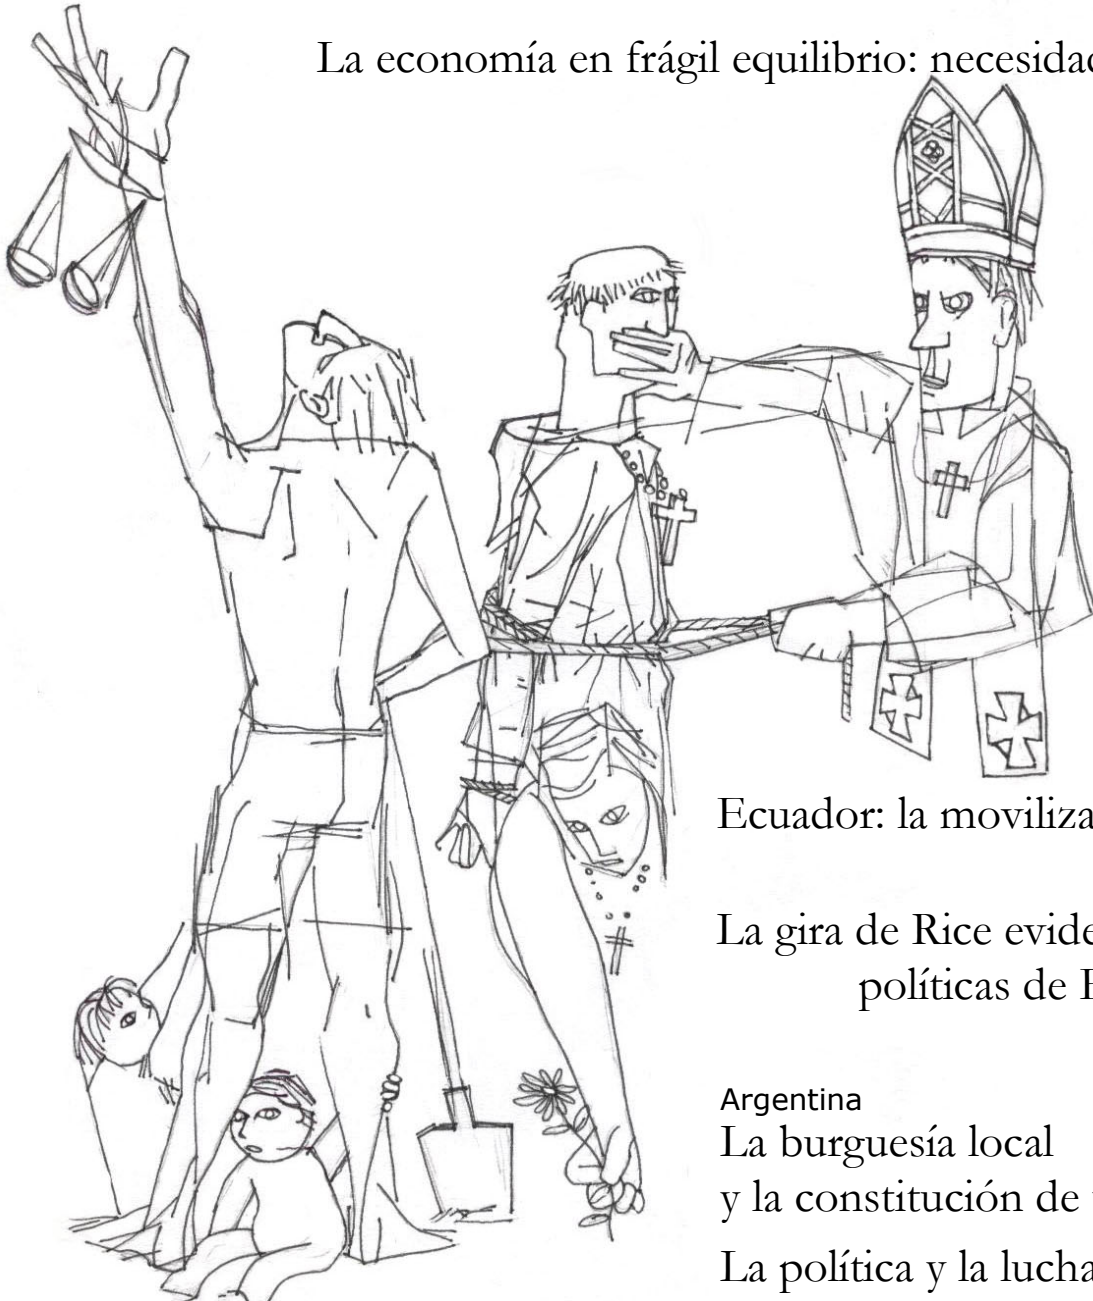 La economía en frágil equilibrio: necesidad
Ecuador: la moviliza
La gira de Rice evide
políticas de E
Argentina
La burguesía local
y la constitución de
La política y la lucha